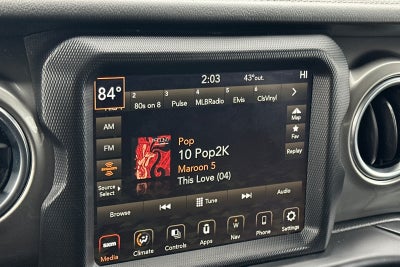 84°
2:03
43°out.
HI
2
3
4
5
6
80s on 8
Pulse
MLBRadio
Elvis
ClsVinyl
AM
FM
Source
Select
Pop
10 Pop2K
Maroon 5
This Love (04)
Map
Fav
Replay
Browse
Tune
Audio
sxm
Media
Climate
Controls
Apps
Nav
Phone
Settings